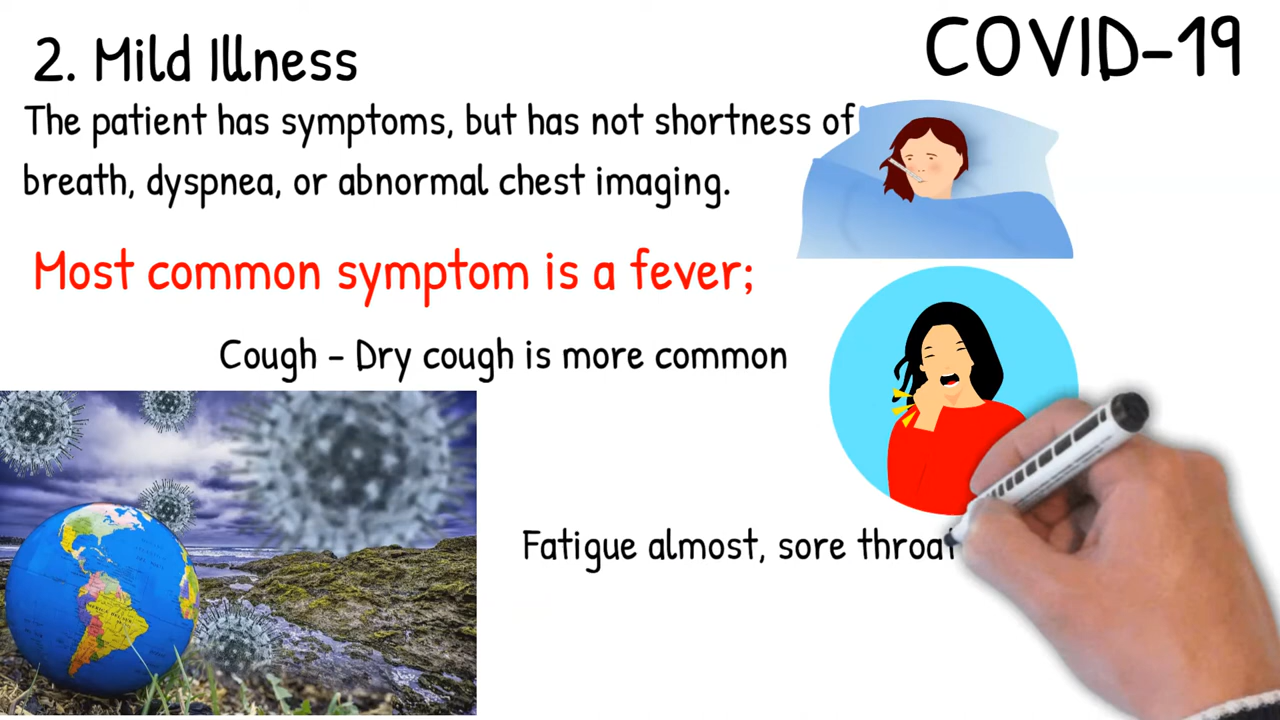 COVID-19
2. Mild Illness
The patient has symptoms, but has not shortness of
breath, dyspnea, or abnormal chest imaging.
Most common symptom is a fever;
Cough - Dry cough is more common
Fatigue almost, sore throat